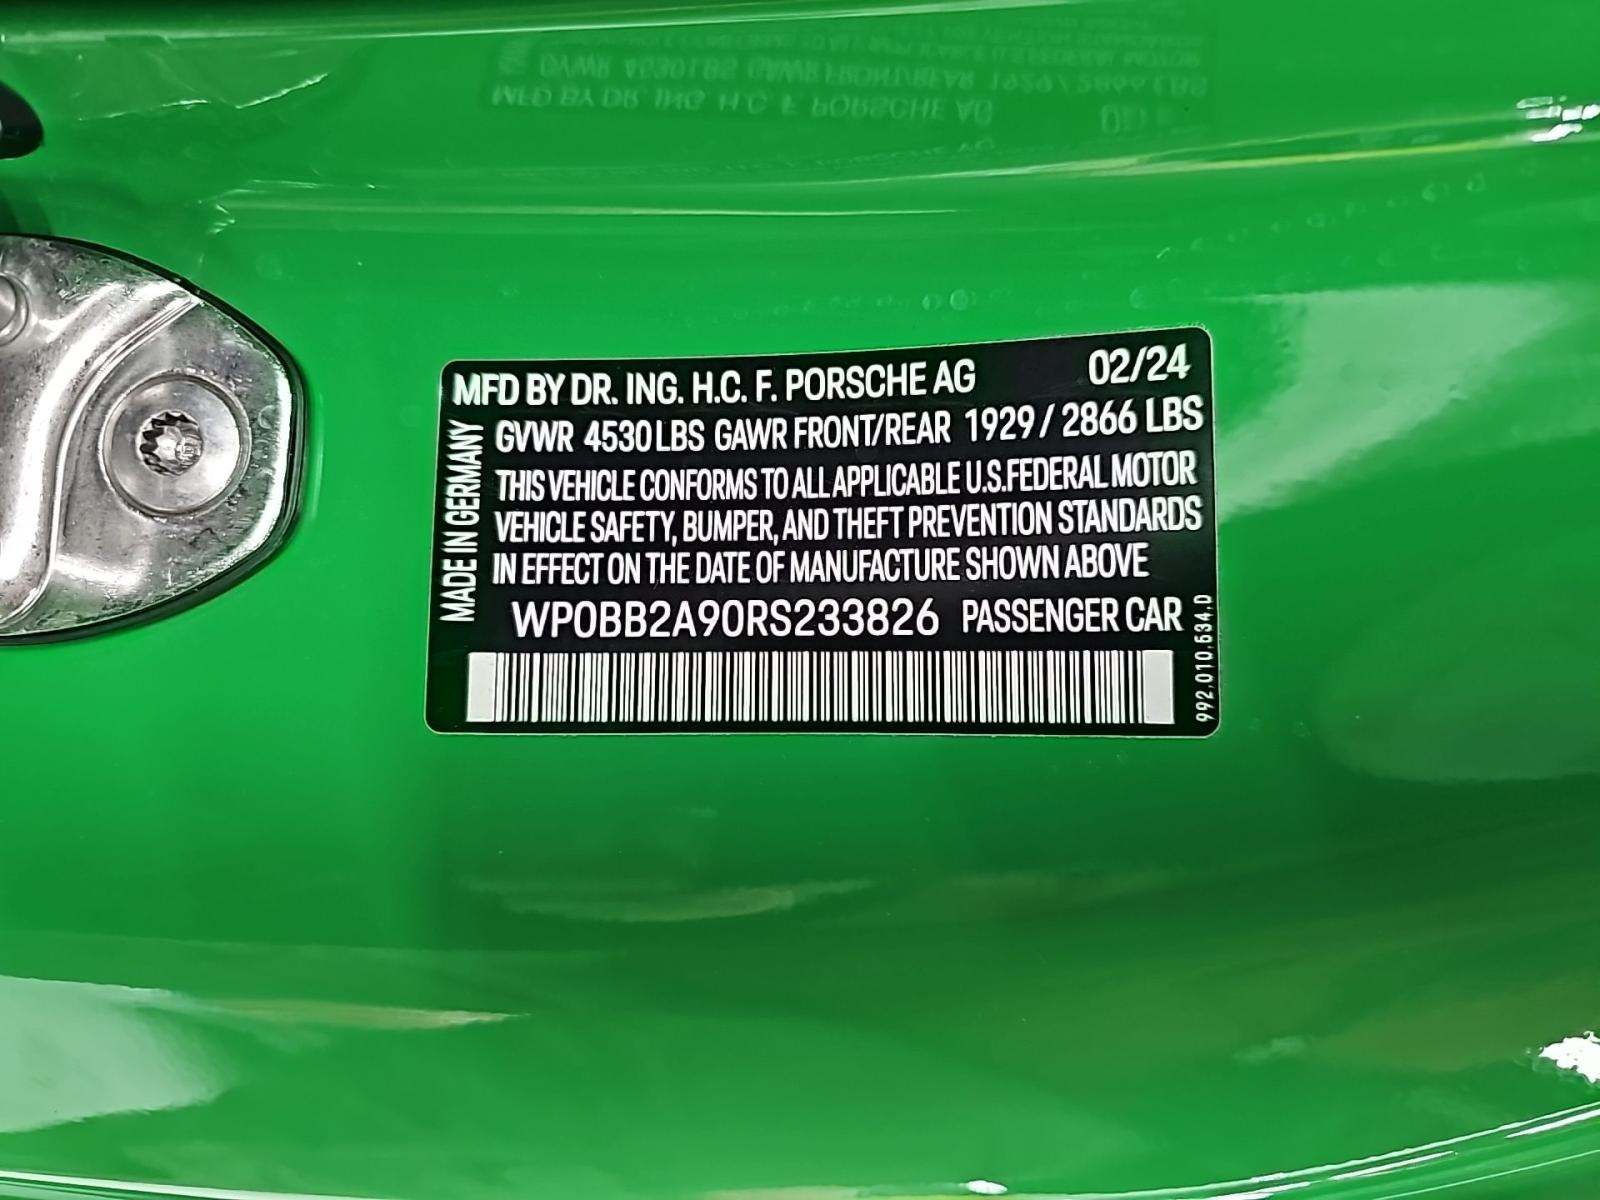 MFD BY DR. ING. H.C. F. PORSCHE AG 02/24
GVWR 4530 LBS GAWR FRONT/REAR 1929 / 2866 LBS
THIS VEHICLE CONFORMS TO ALL APPLICABLE U.S. FEDERAL MOTOR
VEHICLE SAFETY, BUMPER, AND THEFT PREVENTION STANDARDS
IN EFFECT ON THE DATE OF MANUFACTURE SHOWN ABOVE
WP0BB2A90RS233826 PASSENGER CAR
MADE IN GERMANY
992.010.534.D